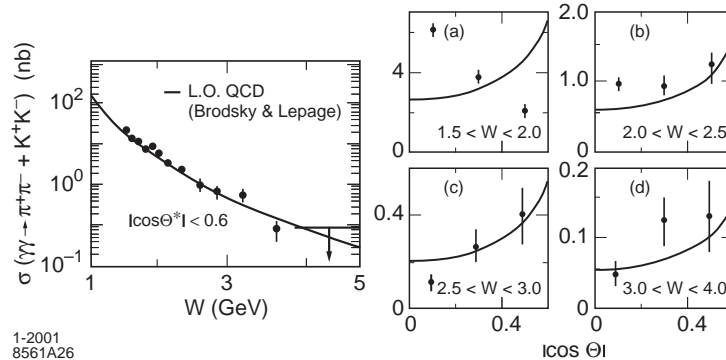 σ (γγ → π⁺π⁻ + K⁺K⁻) (nb)
10²
10⁰
10⁻¹
L.O. QCD
(Brodsky & Lepage)
IcosΘ*I < 0.6
1 3 5
W (GeV)
(a)
4
0
1.5 < W < 2.0
(b)
2.0
1.0
0
2.0 < W < 2.5
(c)
0.4
0
2.5 < W < 3.0
0 0.4
(d)
0.2
0.1
0
3.0 < W < 4.0
0 0.4
IcosΘI
1-2001
8561A26